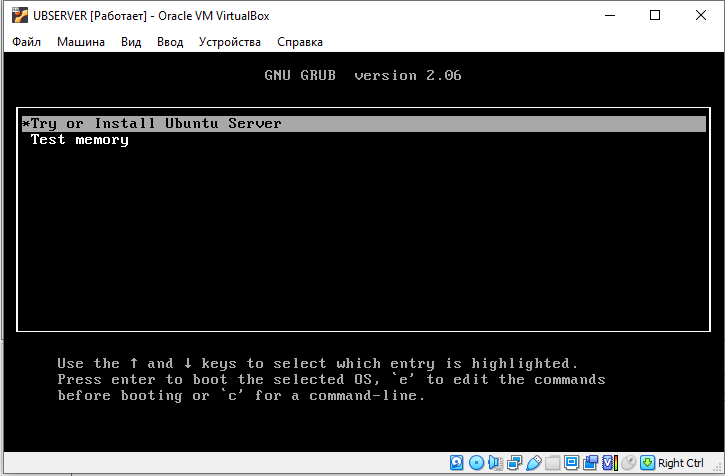 UBSERVER [Работает] - Oracle VM VirtualBox
Файл Машина Вид Ввод Устройства Справка
GNU GRUB version 2.06
*Try or Install Ubuntu Server
Test memory
Use the ↑ and ↓ keys to select which entry is highlighted.
Press enter to boot the selected OS, `e' to edit the commands
before booting or `c' for a command-line.
Right Ctrl